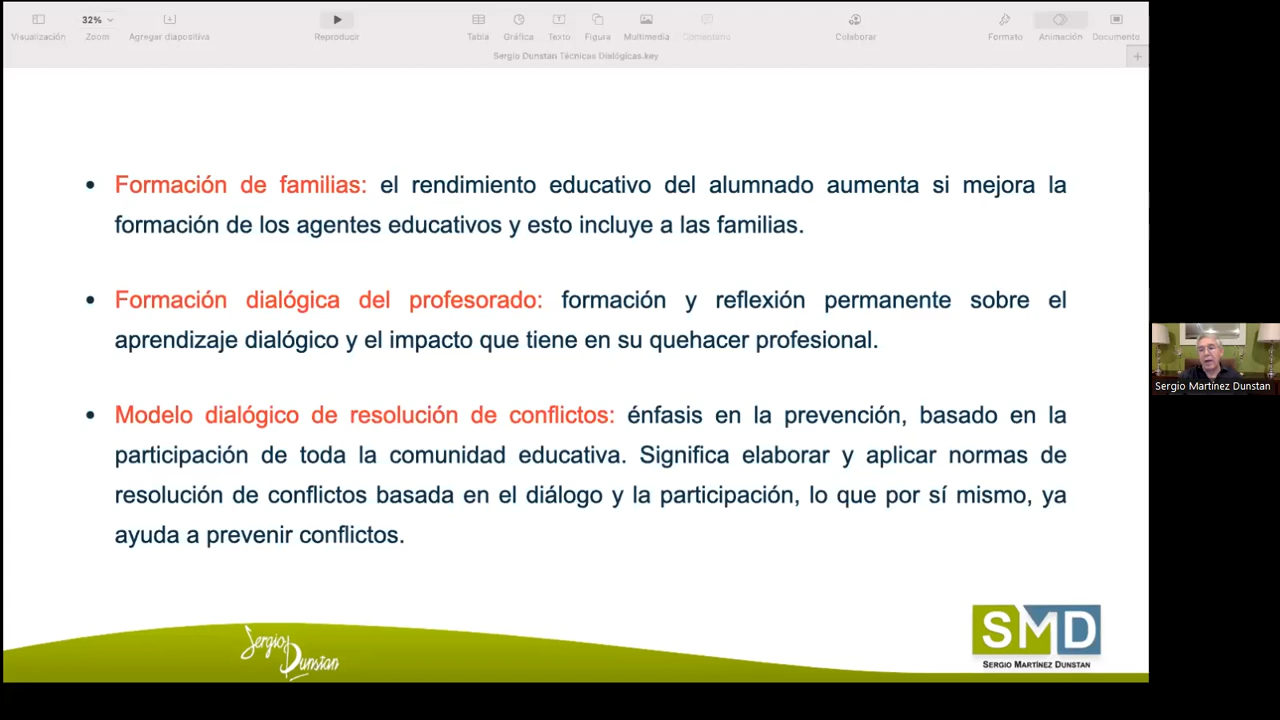 32%
Visualización
Zoom
Agregar diapositiva
Reproducir
Tabla
Gráfica
Texto
Figura
Multimedia
Comentario
Colaborar
Formato
Animación
Documento
Sergio Dunstan Técnicas Dialógicas.key
• Formación de familias: el rendimiento educativo del alumnado aumenta si mejora la
formación de los agentes educativos y esto incluye a las familias.
• Formación dialógica del profesorado: formación y reflexión permanente sobre el
aprendizaje dialógico y el impacto que tiene en su quehacer profesional.
• Modelo dialógico de resolución de conflictos: énfasis en la prevención, basado en la
participación de toda la comunidad educativa. Significa elaborar y aplicar normas de
resolución de conflictos basada en el diálogo y la participación, lo que por sí mismo, ya
ayuda a prevenir conflictos.
Sergio Martínez Dunstan
Sergio
Dunstan
SMD
SERGIO MARTÍNEZ DUNSTAN